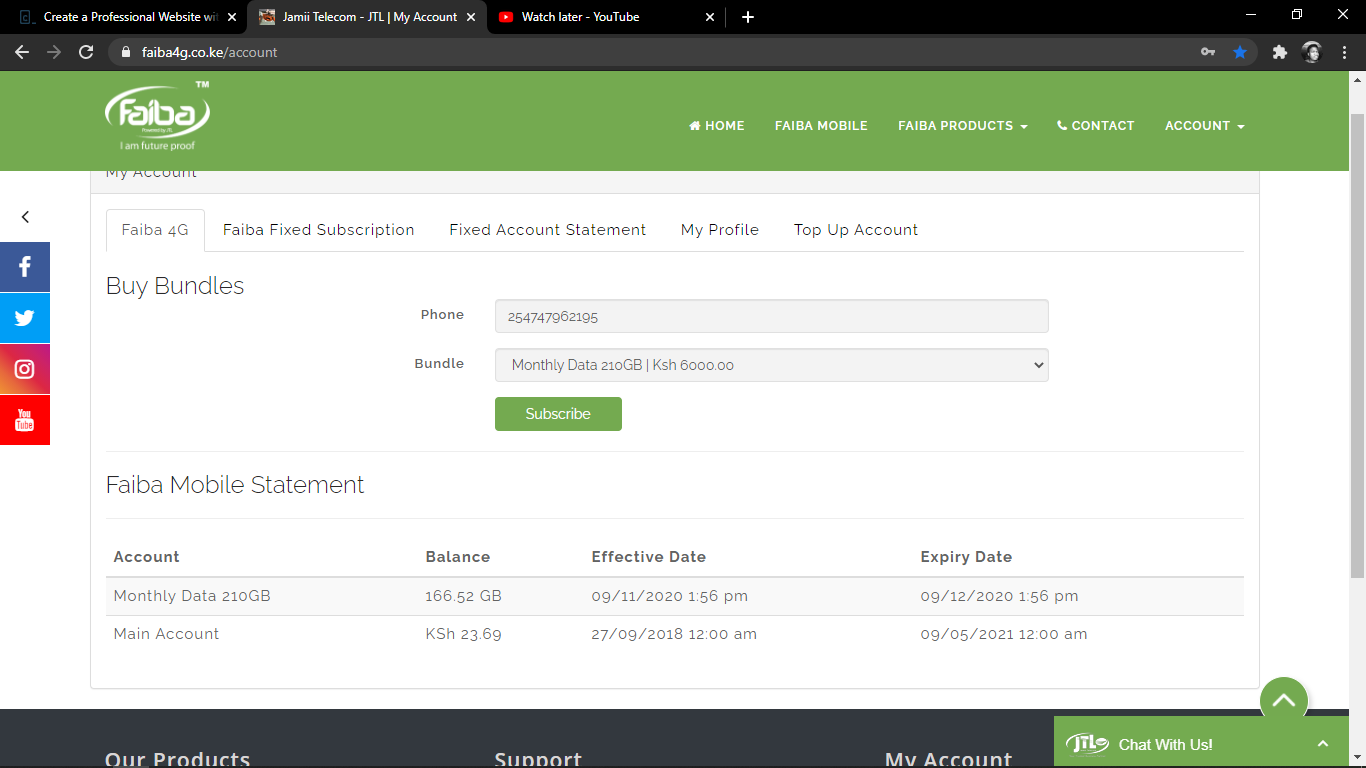 Create a Professional Website wit
Jamii Telecom - JTL | My Account
Watch later - YouTube
faiba4g.co.ke/account
faiba TM
Powered by JTL
I am future proof
HOME
FAIBA MOBILE
FAIBA PRODUCTS
CONTACT
ACCOUNT
My Account
Faiba 4G
Faiba Fixed Subscription
Fixed Account Statement
My Profile
Top Up Account
Buy Bundles
Phone
254747962195
Bundle
Monthly Data 210GB | Ksh 6000.00
Subscribe
You
Tube
Faiba Mobile Statement
Account Balance Effective Date Expiry Date
Monthly Data 210GB 166.52 GB 09/11/2020 1:56 pm 09/12/2020 1:56 pm
Main Account KSh 23.69 27/09/2018 12:00 am 09/05/2021 12:00 am
Our Products
Support
My Account
JTL
Chat With Us!